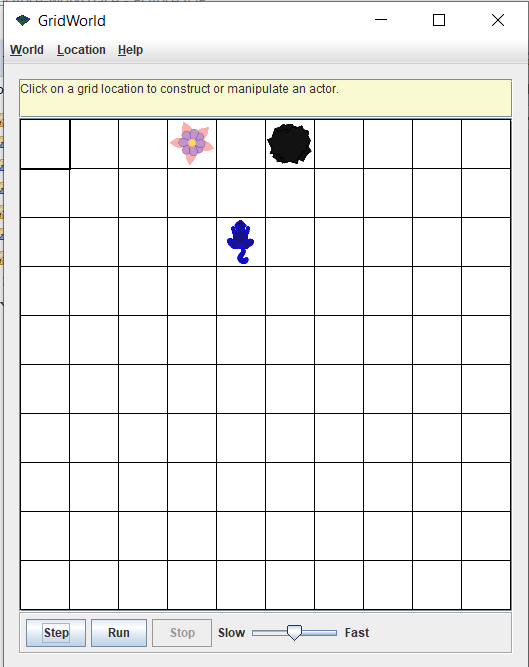 GridWorld
World Location Help
Click on a grid location to construct or manipulate an actor.
Step Run Stop Slow Fast